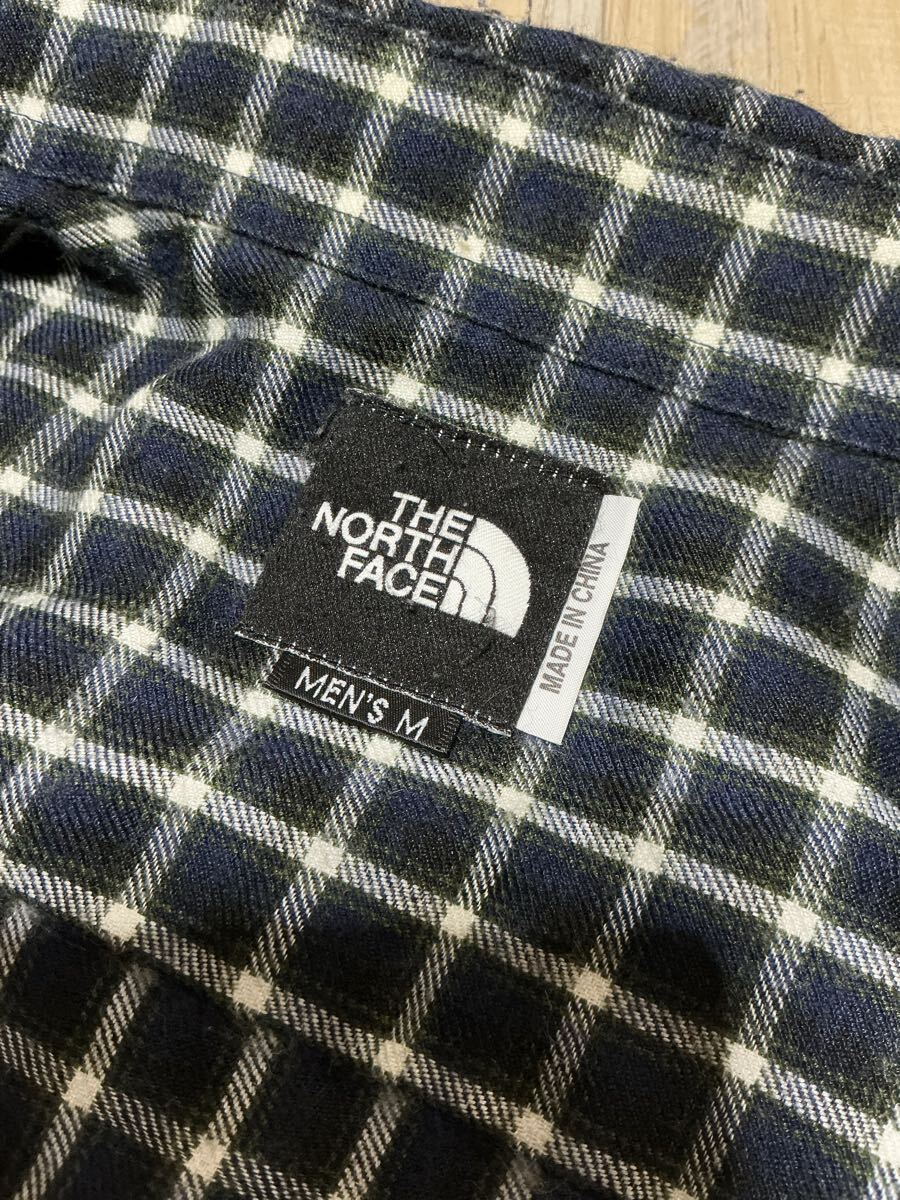 THE
NORTH
FACE
MADE IN CHINA
MEN'S M